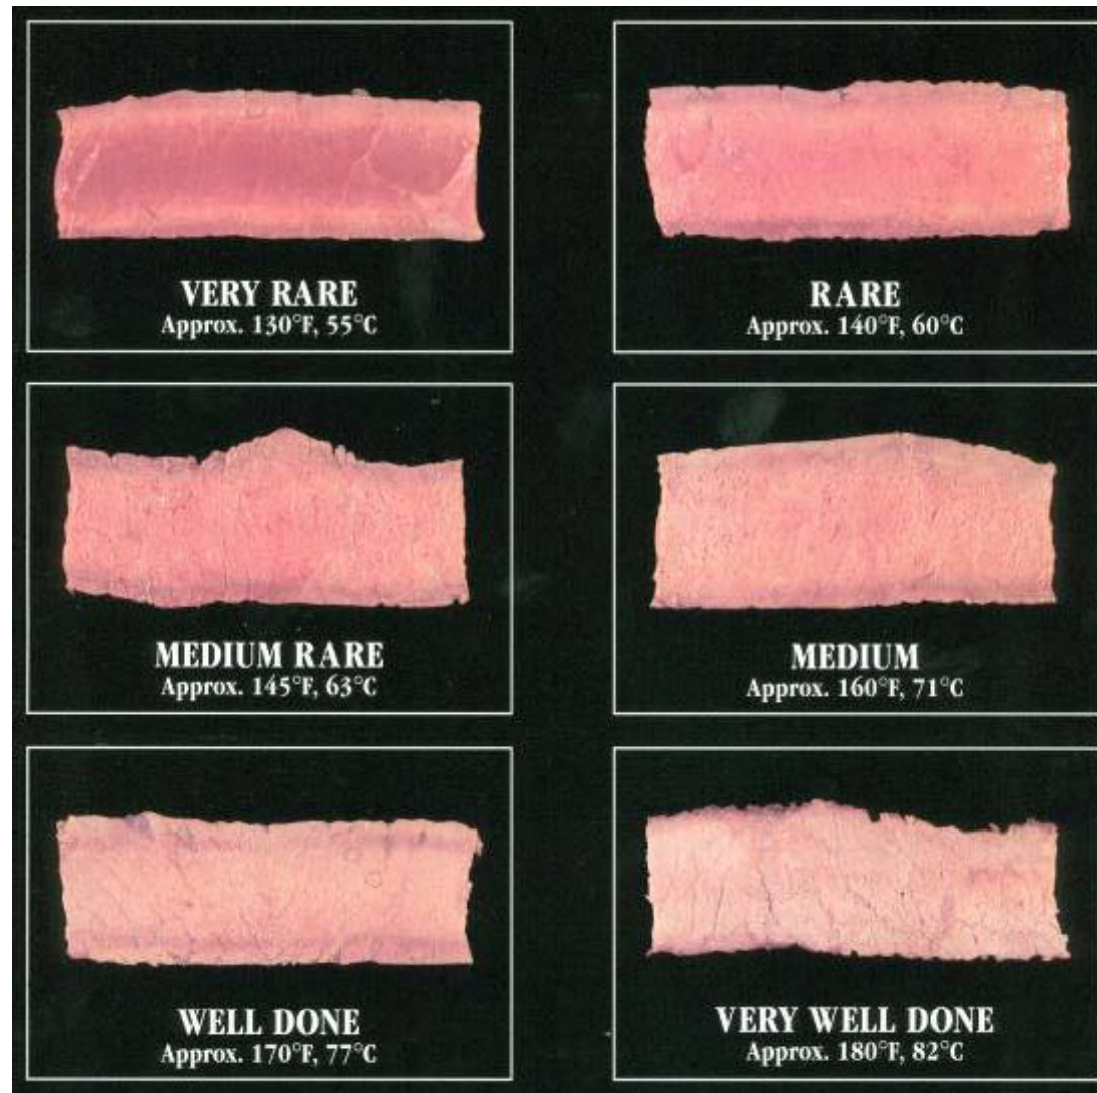 VERY RARE
Approx. 130°F, 55°C
RARE
Approx. 140°F, 60°C
MEDIUM RARE
Approx. 145°F, 63°C
MEDIUM
Approx. 160°F, 71°C
WELL DONE
Approx. 170°F, 77°C
VERY WELL DONE
Approx. 180°F, 82°C